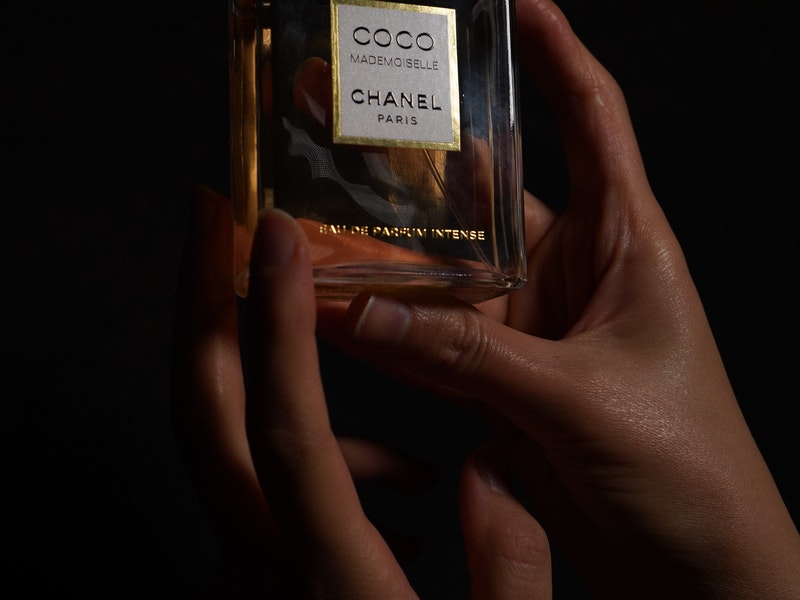 COCO
MADEMOISELLE
CHANEL
PARIS
EAU DE PARFUM INTENSE